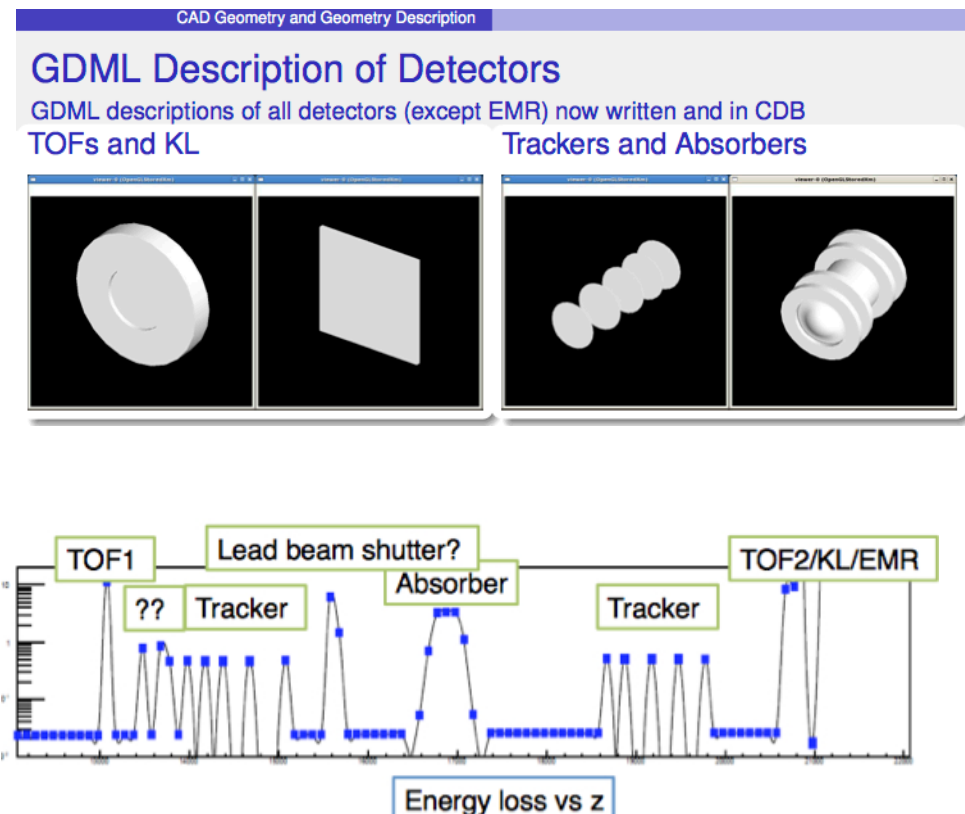 CAD Geometry and Geometry Description
GDML Description of Detectors
GDML descriptions of all detectors (except EMR) now written and in CDB
TOFs and KL
Trackers and Absorbers
TOF1
Lead beam shutter?
TOF2/KL/EMR
Absorber
??
Tracker
Tracker
10
1
Energy loss vs z